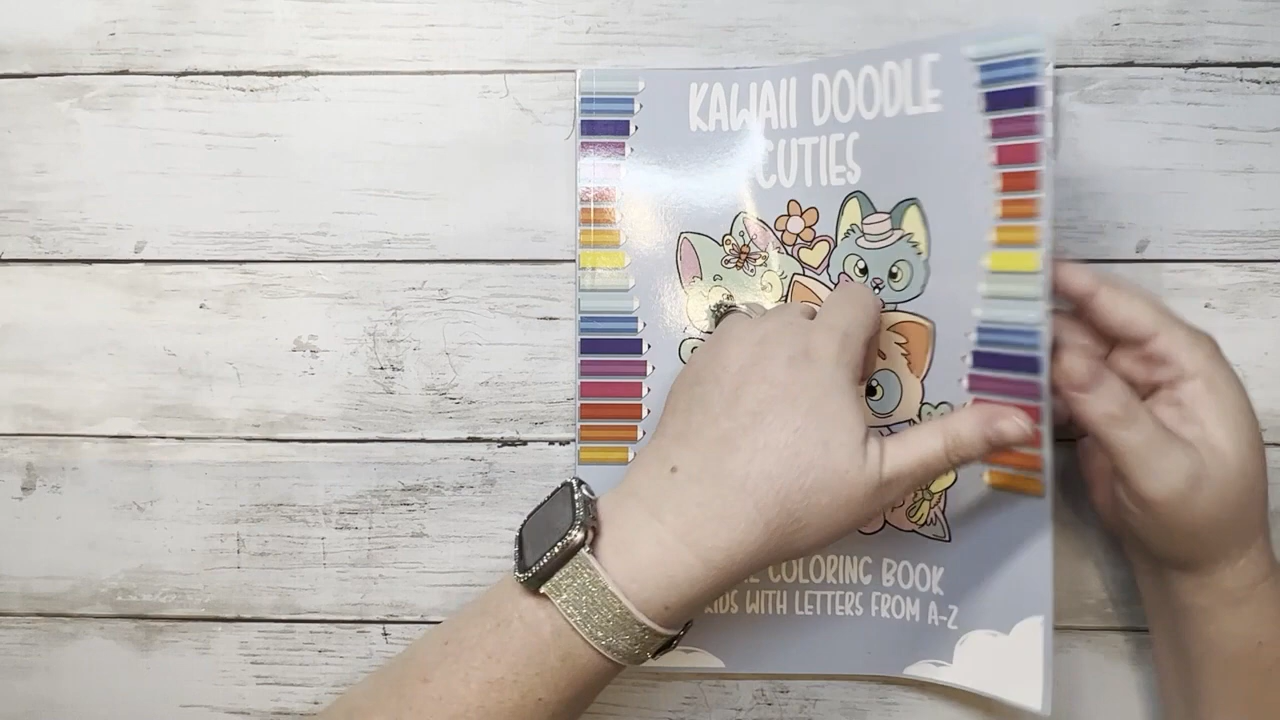 KAWAII DOODLE
CUTIES
COLORING BOOK
KIDS WITH LETTERS FROM A-Z